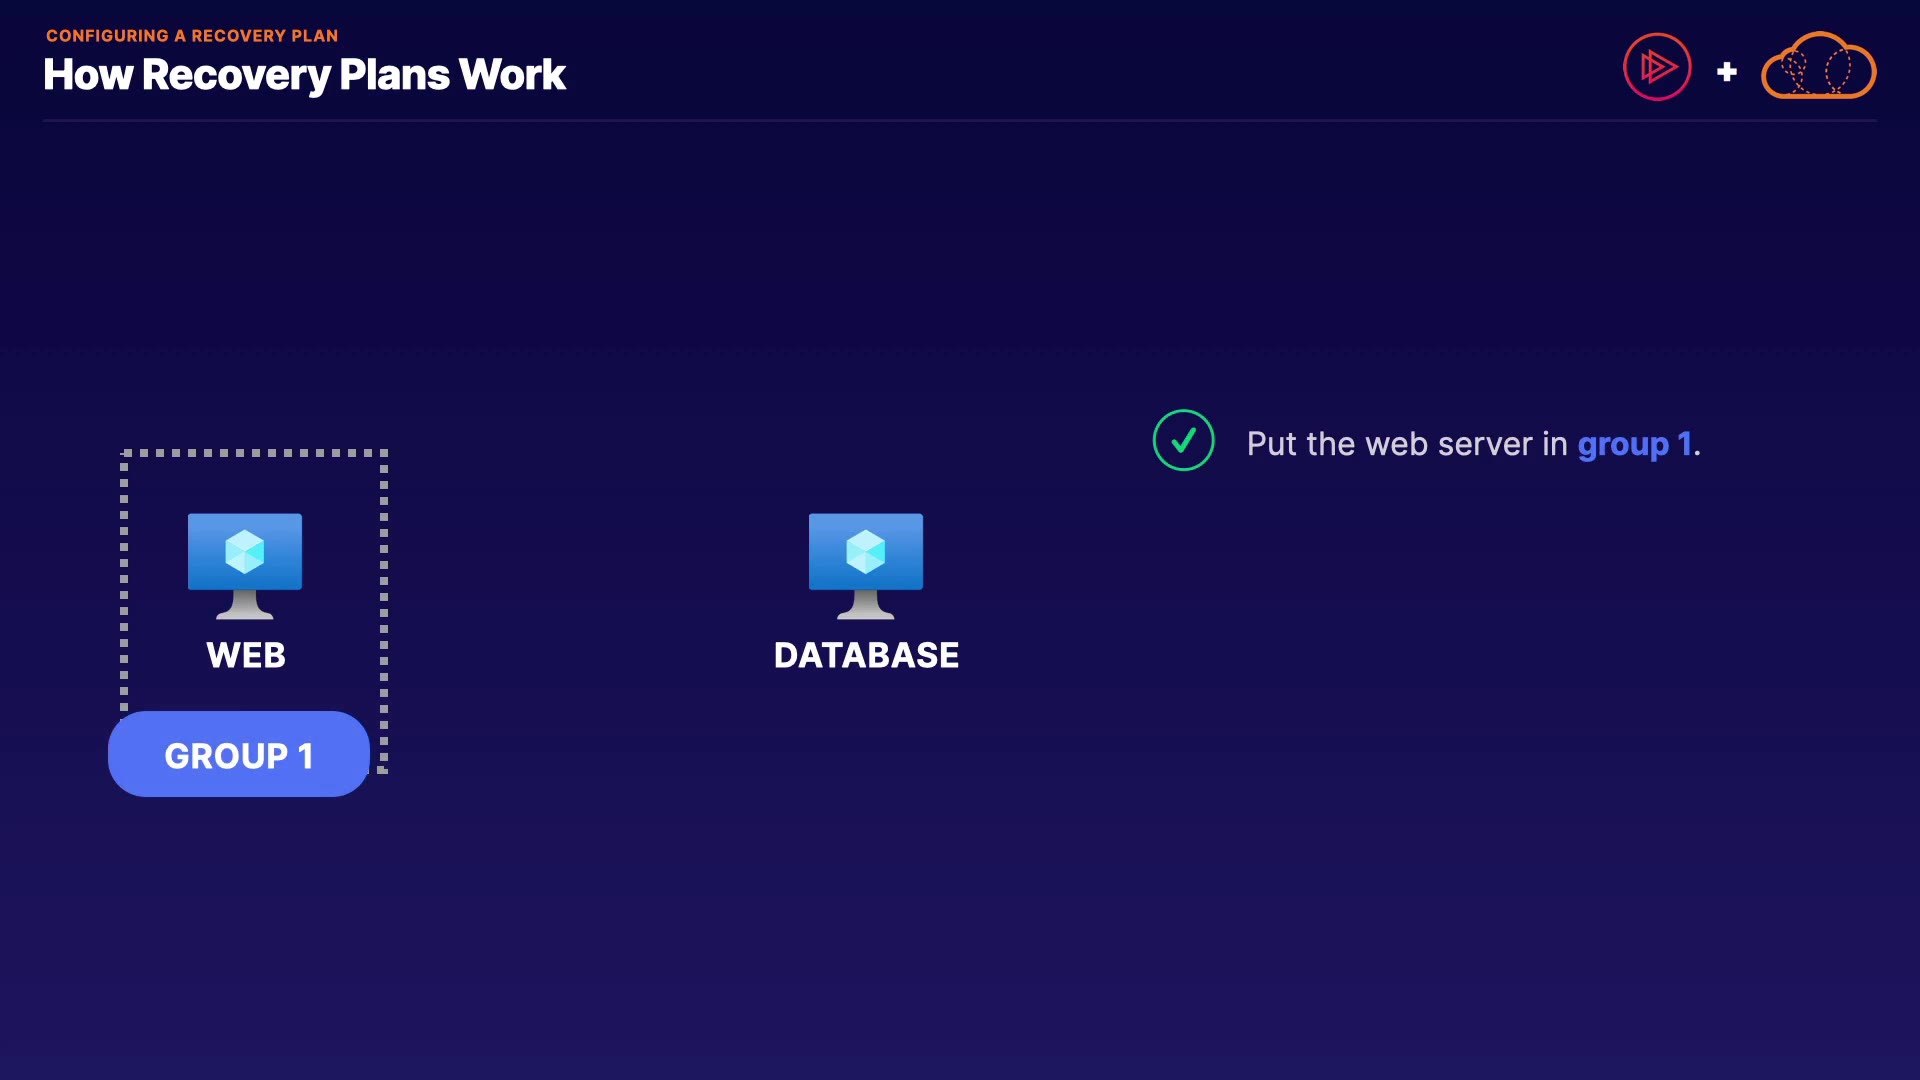 CONFIGURING A RECOVERY PLAN
How Recovery Plans Work
Put the web server in group 1.
WEB
DATABASE
GROUP 1